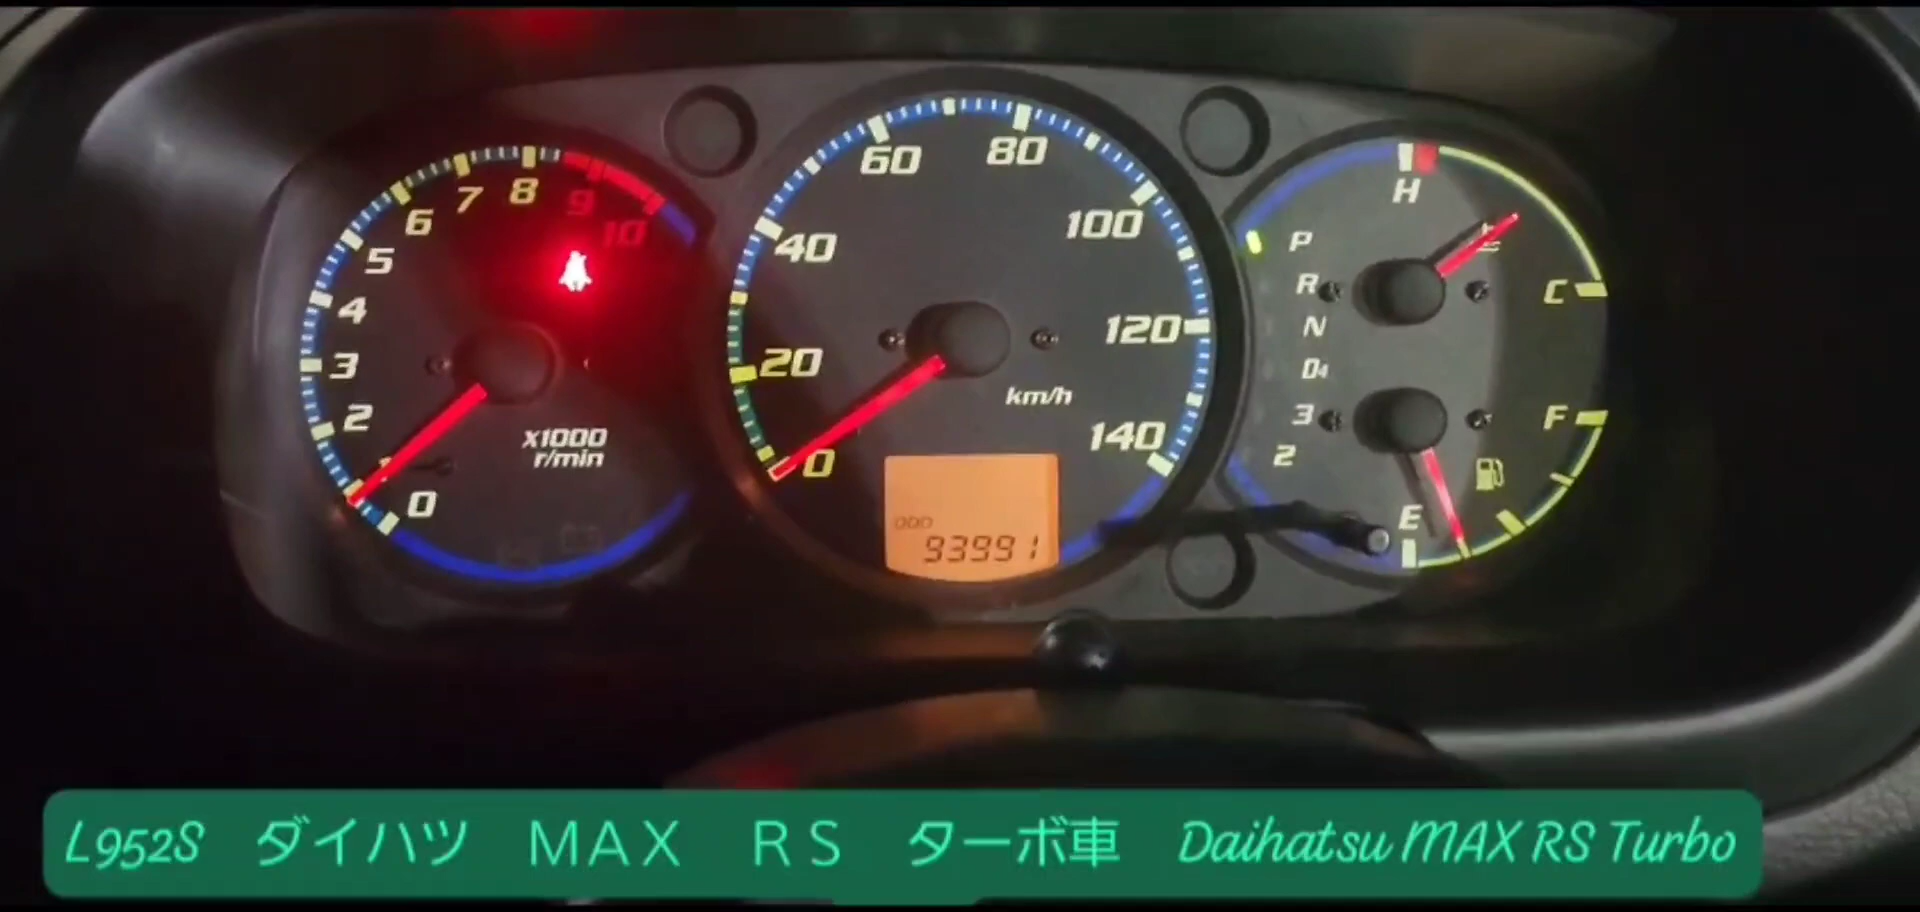 0
1
2
3
4
5
6
7
8
9
10
x1000
r/min
0
20
40
60
80
100
120
140
km/h
ODO
93991
H
C
P
R
N
D4
3
2
F
E
L952S ダイハツ ＭＡＸ ＲＳ ターボ車 Daihatsu MAX RS Turbo